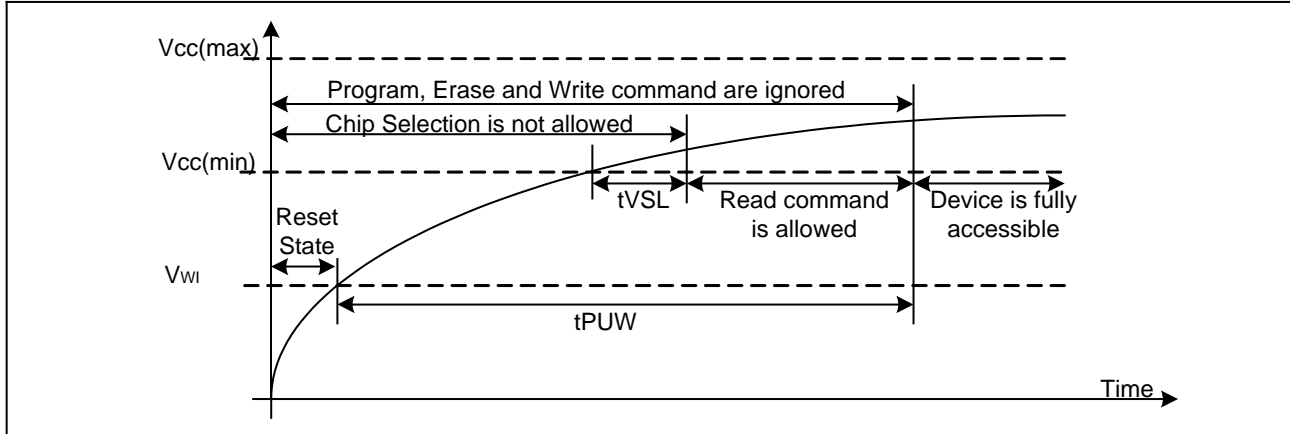 Vcc(max)
Program, Erase and Write command are ignored
Chip Selection is not allowed
Vcc(min)
tVSL
Read command
is allowed
Device is fully
accessible
Reset
State
VWI
tPUW
Time